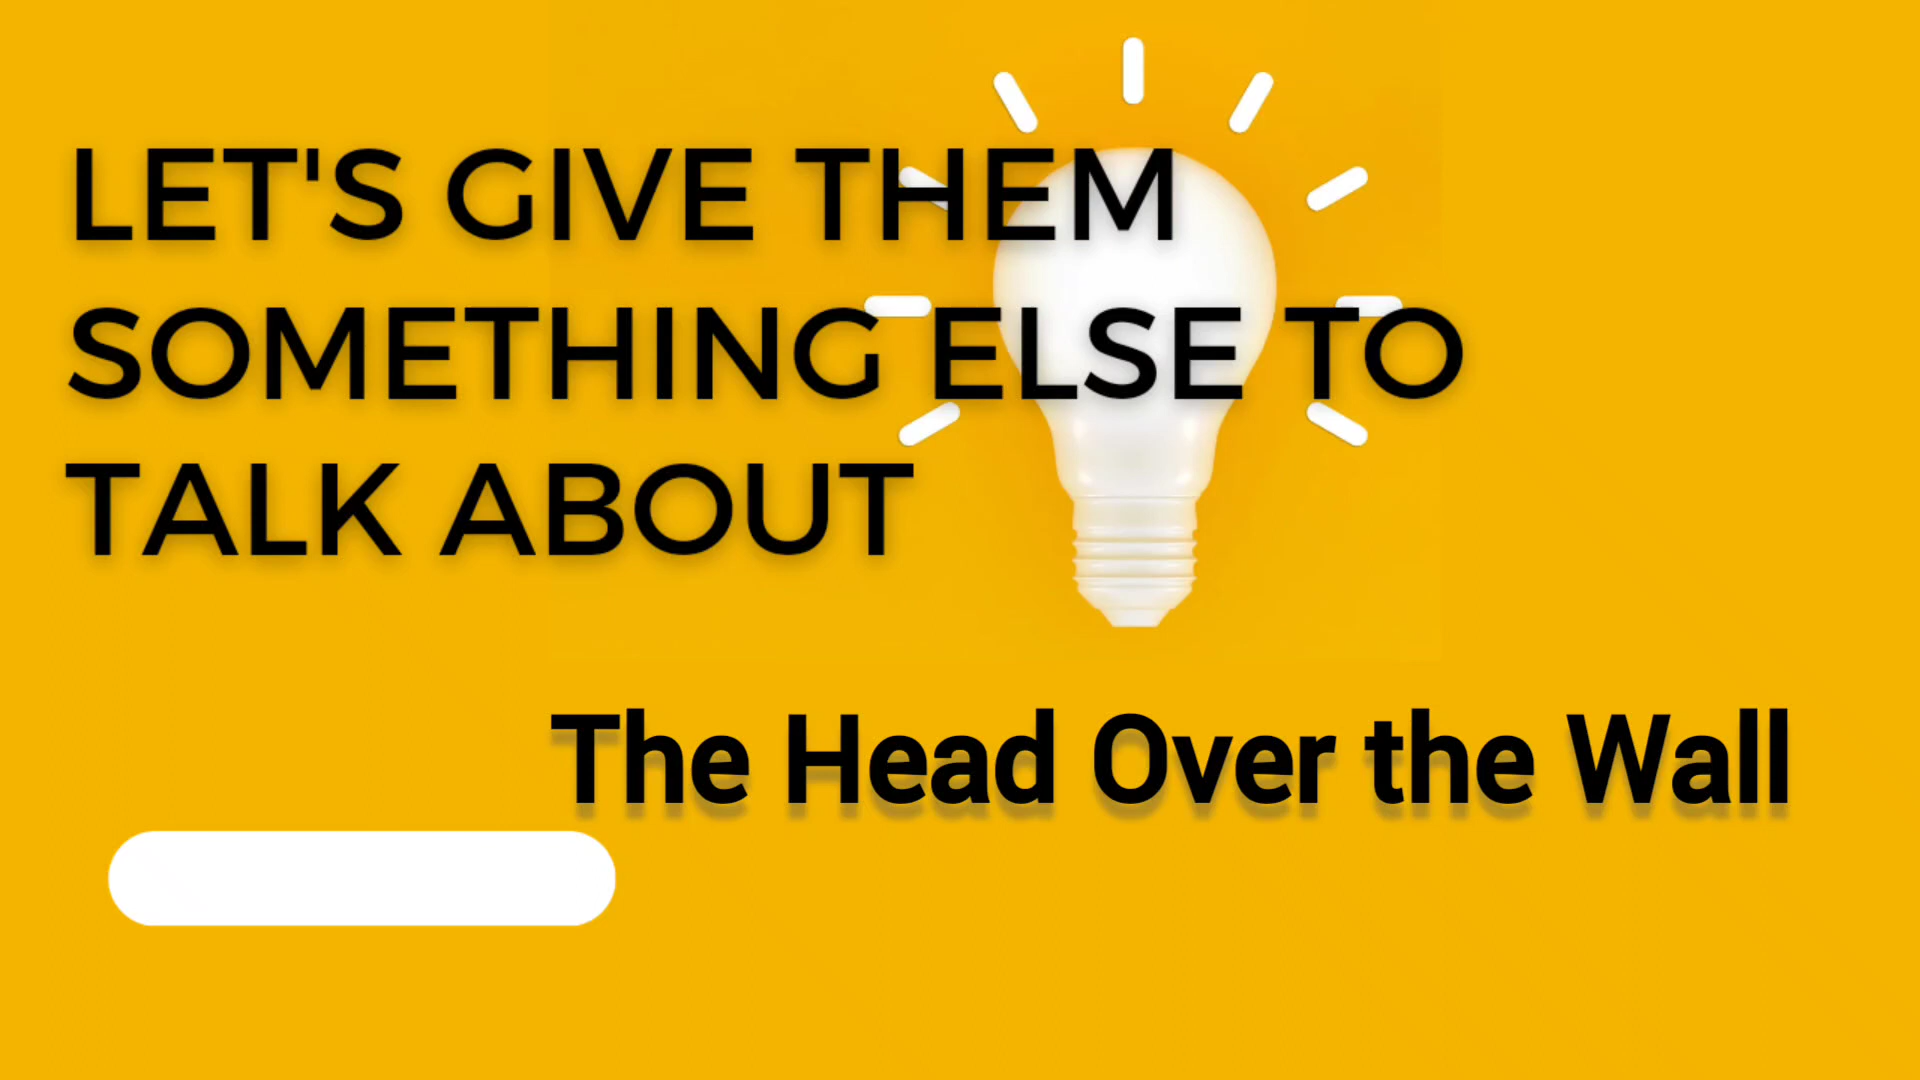 LET'S GIVE THEM
SOMETHING ELSE TO
TALK ABOUT
The Head Over the Wall